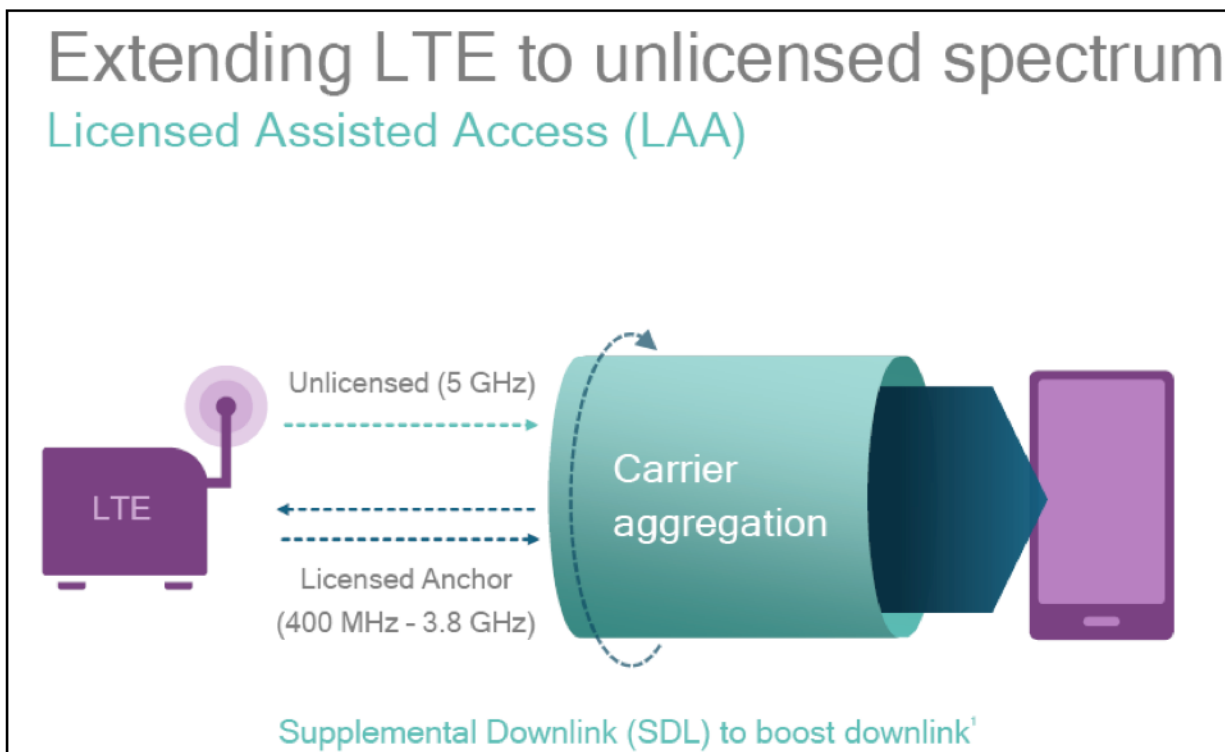 Extending LTE to unlicensed spectrum
Licensed Assisted Access (LAA)
Unlicensed (5 GHz)
LTE
Carrier
aggregation
Licensed Anchor
(400 MHz - 3.8 GHz)
Supplemental Downlink (SDL) to boost downlink¹